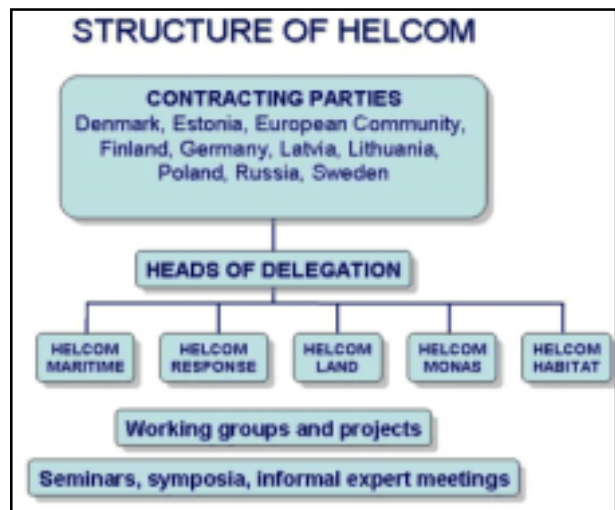 STRUCTURE OF HELCOM
CONTRACTING PARTIES
Denmark, Estonia, European Community,
Finland, Germany, Latvia, Lithuania,
Poland, Russia, Sweden
HEADS OF DELEGATION
HELCOM
MARITIME
HELCOM
RESPONSE
HELCOM
LAND
HELCOM
MONAS
HELCOM
HABITAT
Working groups and projects
Seminars, symposia, informal expert meetings